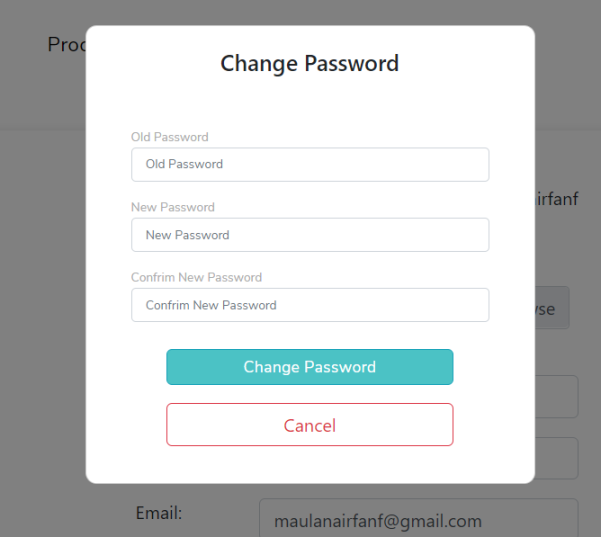 Change Password
Old Password
Old Password
New Password
New Password
Confrim New Password
Confrim New Password
Change Password
Cancel
Email:
maulanairfanf@gmail.com